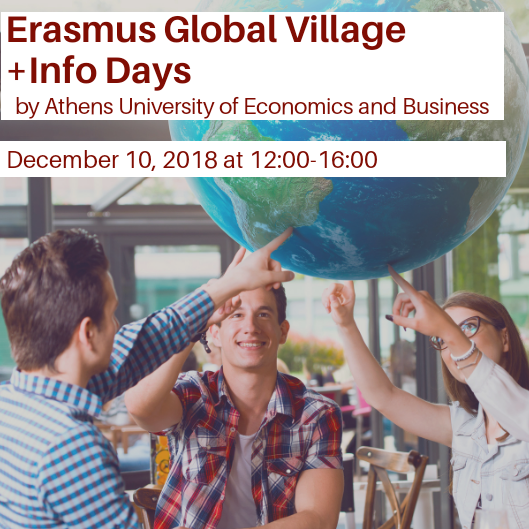 Erasmus Global Village
+Info Days
by Athens University of Economics and Business
December 10, 2018 at 12:00-16:00